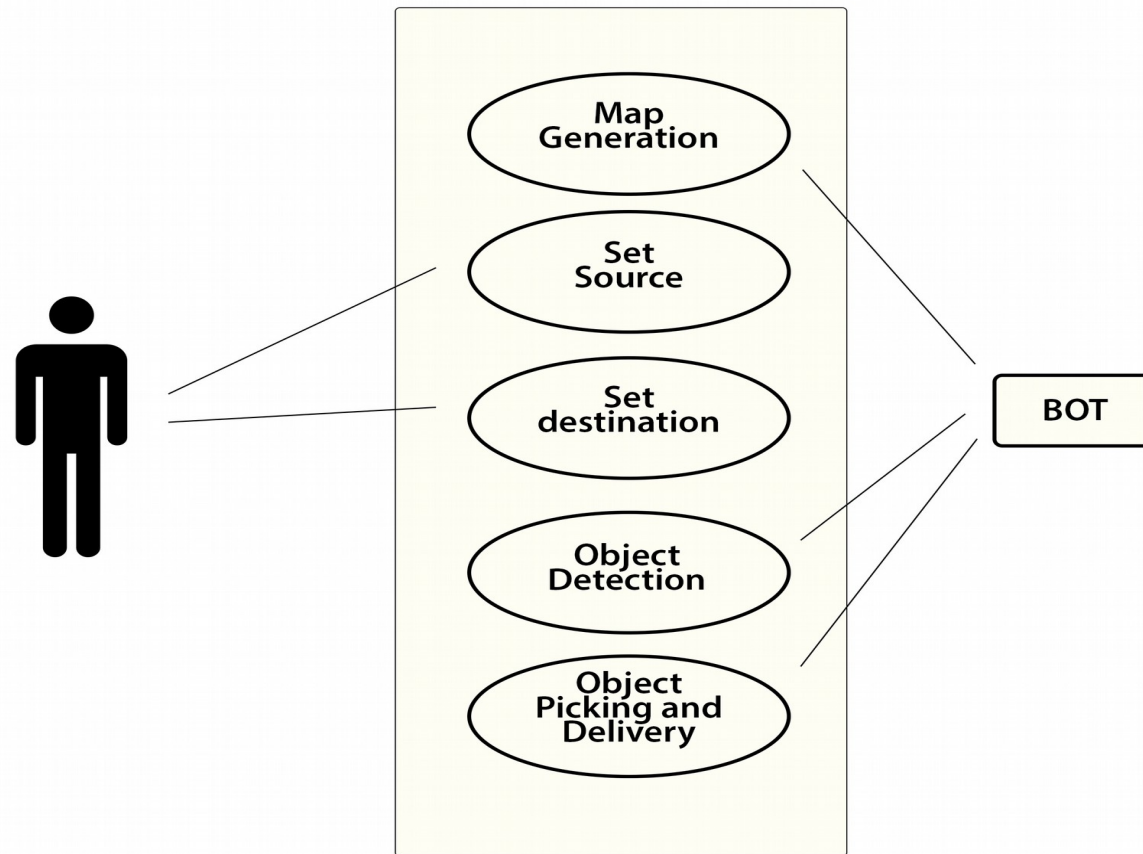 Map
Generation
Set
Source
Set
destination
BOT
Object
Detection
Object
Picking and
Delivery